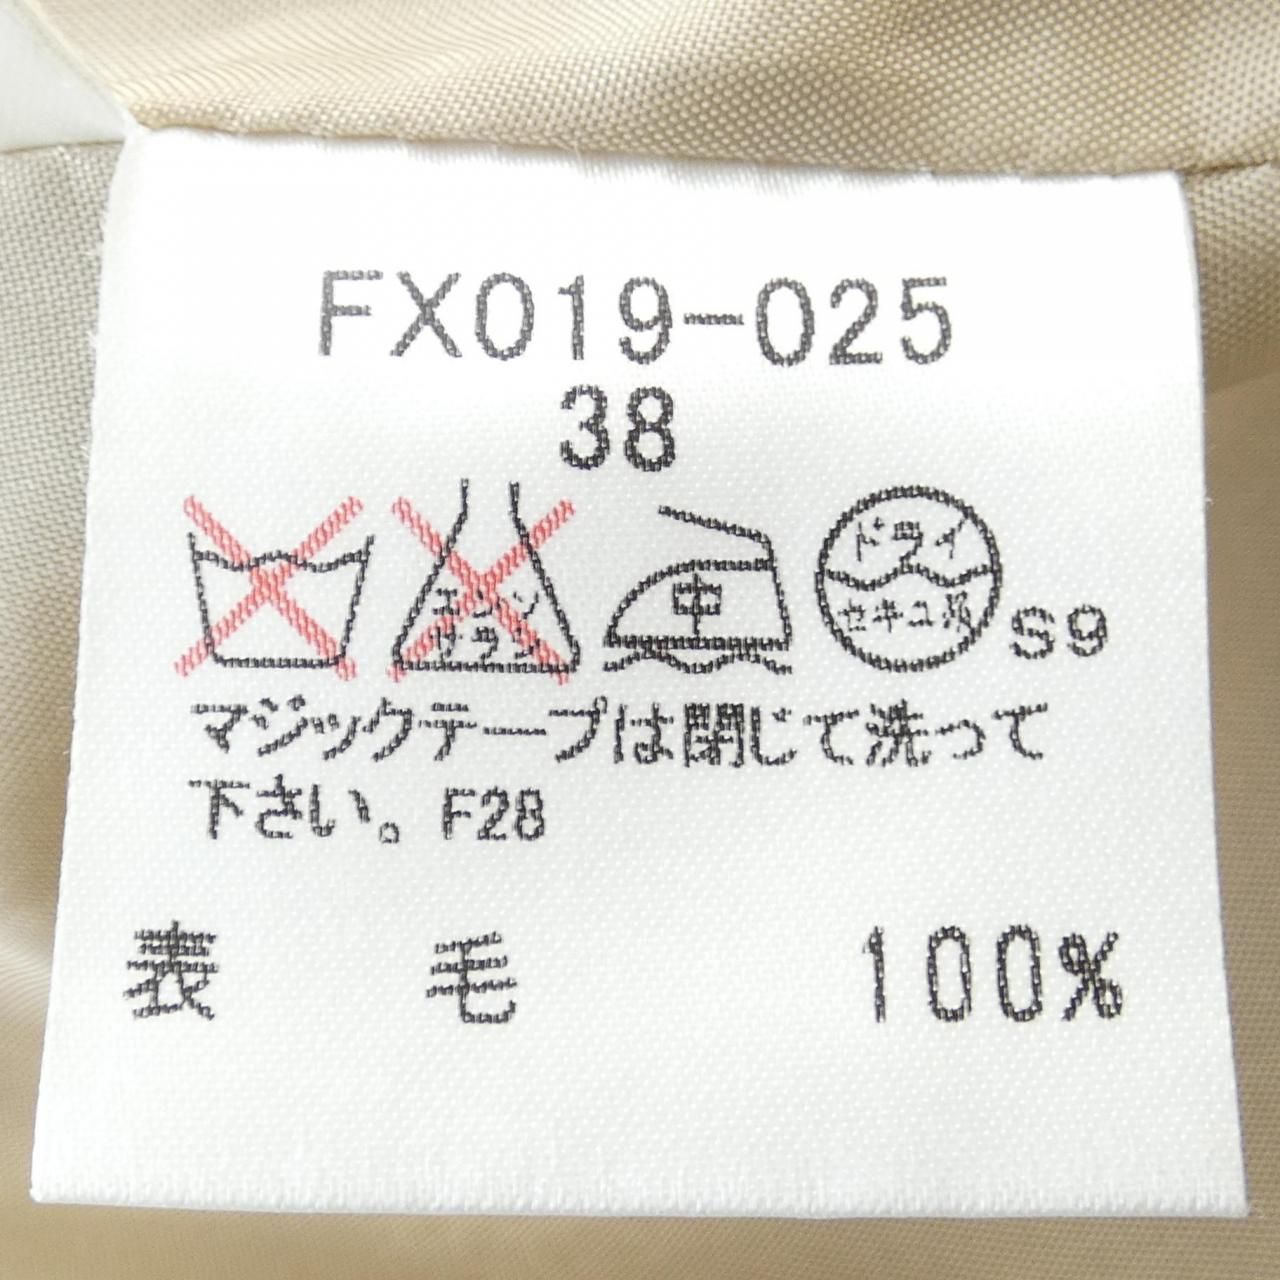 FX019-025
38
エンソ
サラシ
中
ドライ
セキユ系
S9
マジックテープは閉じて洗って
下さい。F28
表 毛 100%